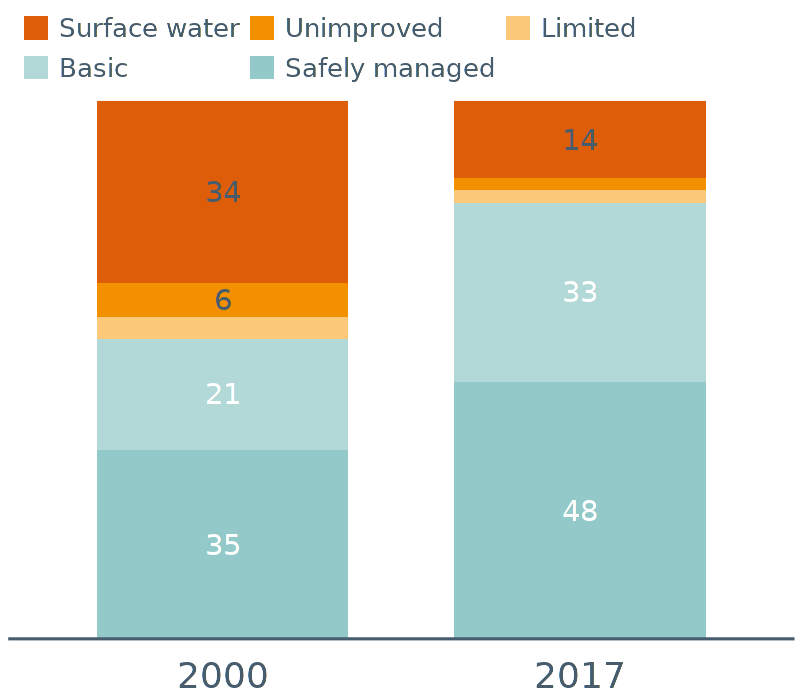 Surface water Unimproved Limited
Basic Safely managed
34 14
6
21 33
35 48
2000 2017